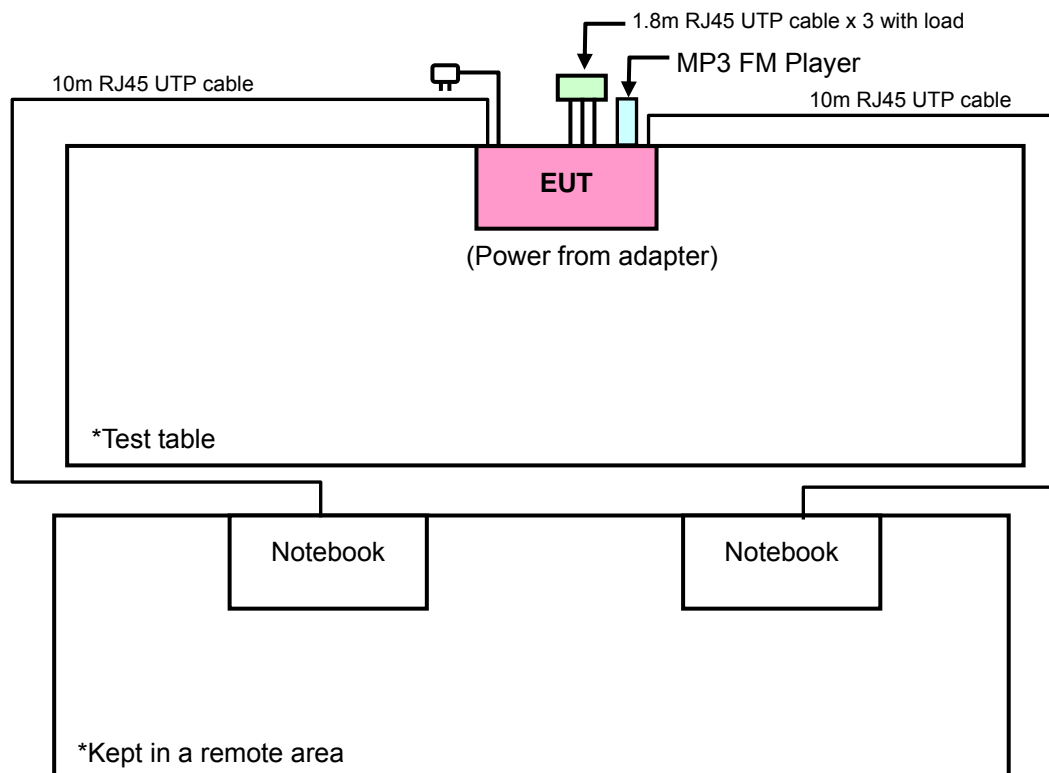 1.8m RJ45 UTP cable x 3 with load
MP3 FM Player
10m RJ45 UTP cable
10m RJ45 UTP cable
EUT
(Power from adapter)
*Test table
Notebook
Notebook
*Kept in a remote area